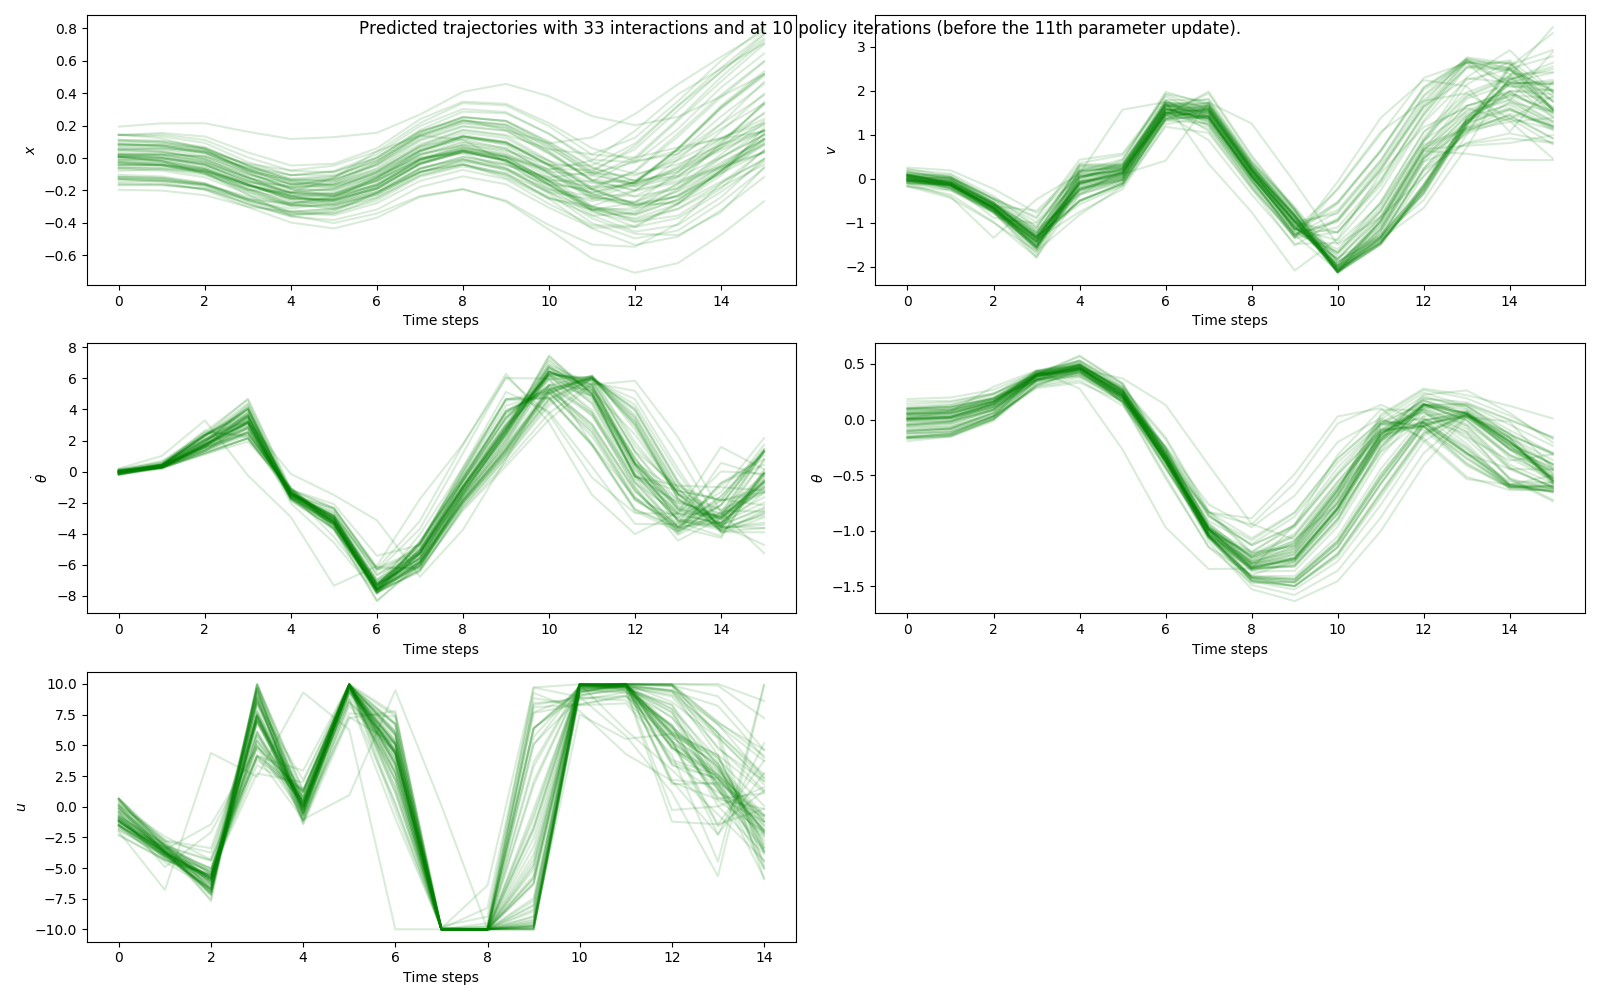 Predicted trajectories with 33 interactions and at 10 policy iterations (before the 11th parameter update).
0.8
0.6
0.4
0.2
0.0
−0.2
−0.4
−0.6
x
0 2 4 6 8 10 12 14
Time steps
3
2
1
0
−1
−2
v
0 2 4 6 8 10 12 14
Time steps
8
6
4
2
0
−2
−4
−6
−8
θ̇
0 2 4 6 8 10 12 14
Time steps
0.5
0.0
−0.5
−1.0
−1.5
θ
0 2 4 6 8 10 12 14
Time steps
10.0
7.5
5.0
2.5
0.0
−2.5
−5.0
−7.5
−10.0
u
0 2 4 6 8 10 12 14
Time steps